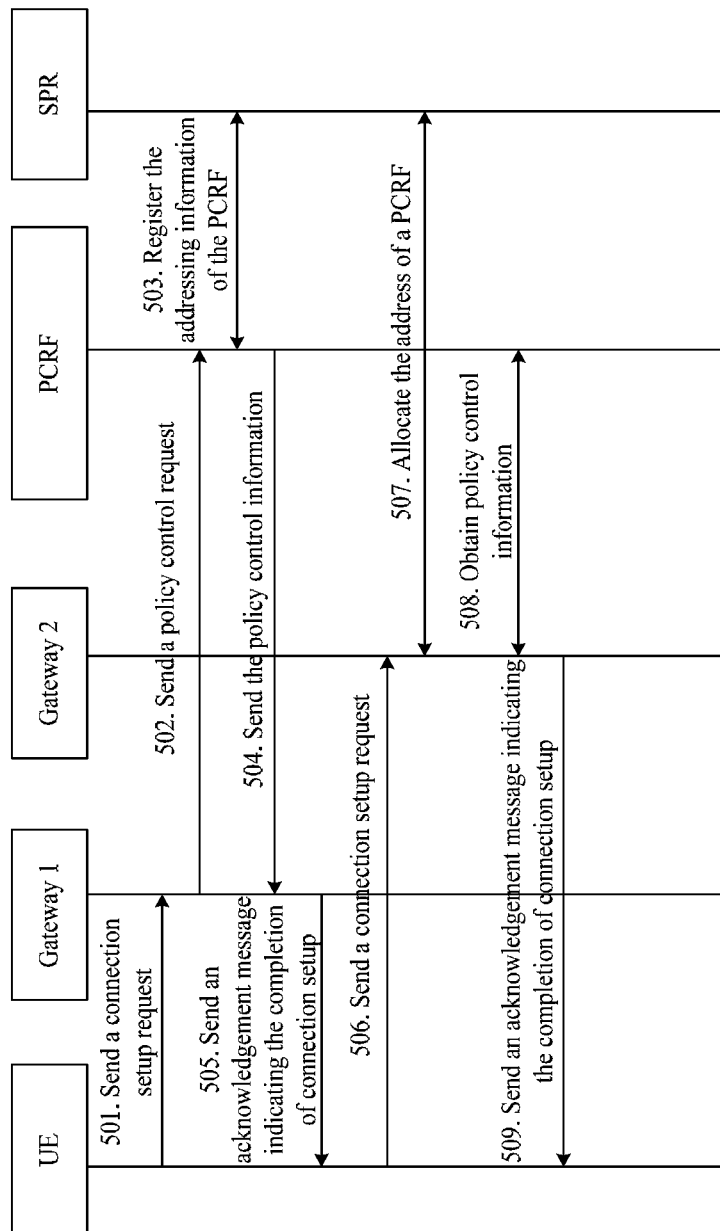 UE
Gateway 1
Gateway 2
PCRF
SPR
501. Send a connection
setup request
502. Send a policy control request
503. Register the
addressing information
of the PCRF
504. Send the policy control information
505. Send an
acknowledgement message
indicating the completion
of connection setup
506. Send a connection setup request
507. Allocate the address of a PCRF
508. Obtain policy control
information
509. Send an acknowledgement message indicating
the completion of connection setup